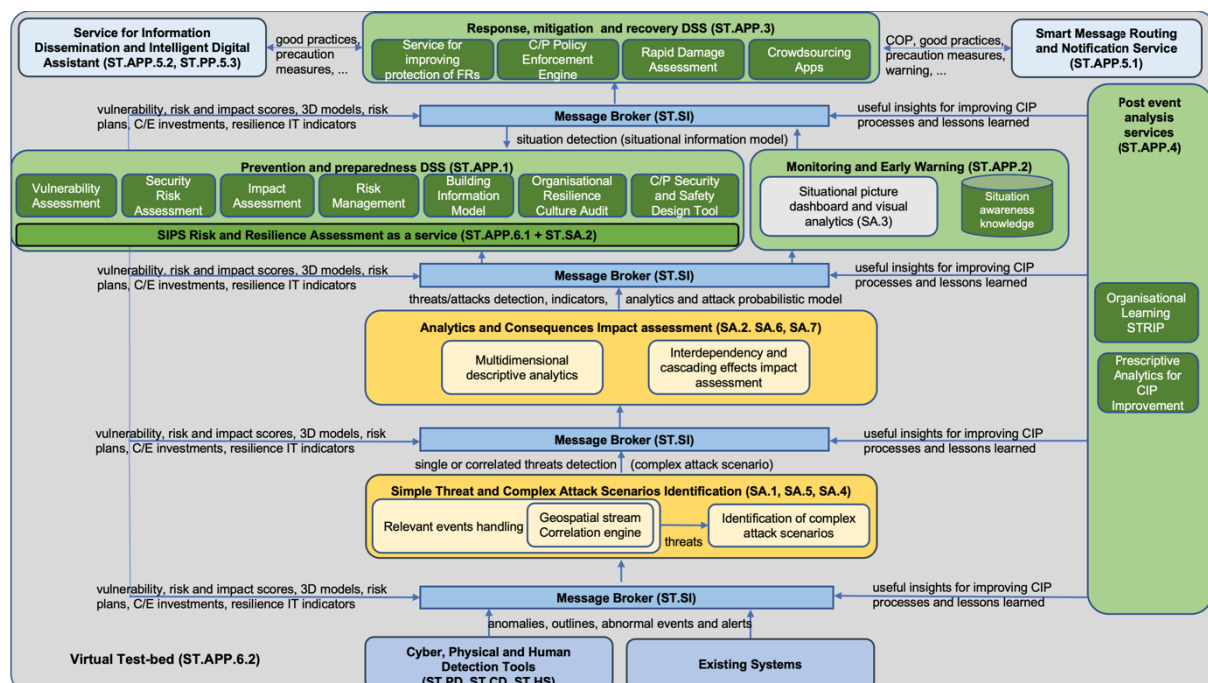 Service for Information
Dissemination and Intelligent Digital
Assistant (ST.APP.5.2, ST.PP.5.3)
good practices,
precaution
measures, ...
Response, mitigation and recovery DSS (ST.APP.3)
Service for
improving
protection of FRs
C/P Policy
Enforcement
Engine
Rapid Damage
Assessment
Crowdsourcing
Apps
COP, good practices,
precaution measures,
warning, ...
Smart Message Routing
and Notification Service
(ST.APP.5.1)
vulnerability, risk and impact scores, 3D models, risk
plans, C/E investments, resilience IT indicators
Message Broker (ST.SI)
useful insights for improving CIP
processes and lessons learned
Post event
analysis
services
(ST.APP.4)
situation detection (situational information model)
Prevention and preparedness DSS (ST.APP.1)
Vulnerability
Assessment
Security
Risk
Assessment
Impact
Assessment
Risk
Management
Building
Information
Model
Organisational
Resilience
Culture Audit
C/P Security
and Safety
Design Tool
SIPS Risk and Resilience Assessment as a service (ST.APP.6.1 + ST.SA.2)
Monitoring and Early Warning (ST.APP.2)
Situational picture
dashboard and visual
analytics (SA.3)
Situation
awareness
knowledge
vulnerability, risk and impact scores, 3D models, risk
plans, C/E investments, resilience IT indicators
Message Broker (ST.SI)
useful insights for improving CIP
processes and lessons learned
threats/attacks detection, indicators,
analytics and attack probabilistic model
Analytics and Consequences Impact assessment (SA.2. SA.6, SA.7)
Multidimensional
descriptive analytics
Interdependency and
cascading effects impact
assessment
Organisational
Learning
STRIP
Prescriptive
Analytics for
CIP
Improvement
vulnerability, risk and impact scores, 3D models, risk
plans, C/E investments, resilience IT indicators
Message Broker (ST.SI)
useful insights for improving CIP
processes and lessons learned
single or correlated threats detection
(complex attack scenario)
Simple Threat and Complex Attack Scenarios Identification (SA.1, SA.5, SA.4)
Relevant events handling
Geospatial stream
Correlation engine
threats
Identification of complex
attack scenarios
vulnerability, risk and impact scores, 3D models, risk
plans, C/E investments, resilience IT indicators
Message Broker (ST.SI)
useful insights for improving CIP
processes and lessons learned
anomalies, outlines, abnormal events and alerts
Virtual Test-bed (ST.APP.6.2)
Cyber, Physical and Human
Detection Tools
(ST.PD, ST.CD, ST.HS)
Existing Systems